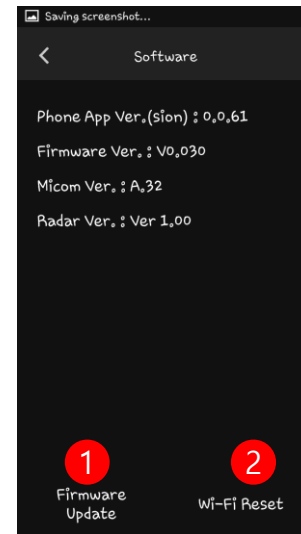 Saving screenshot...
Software
Phone App Ver.(sion) : 0.0.61
Firmware Ver. : V0.030
Micom Ver. : A.32
Radar Ver. : Ver 1.00
1
2
Firmware
Update
Wi-Fi Reset